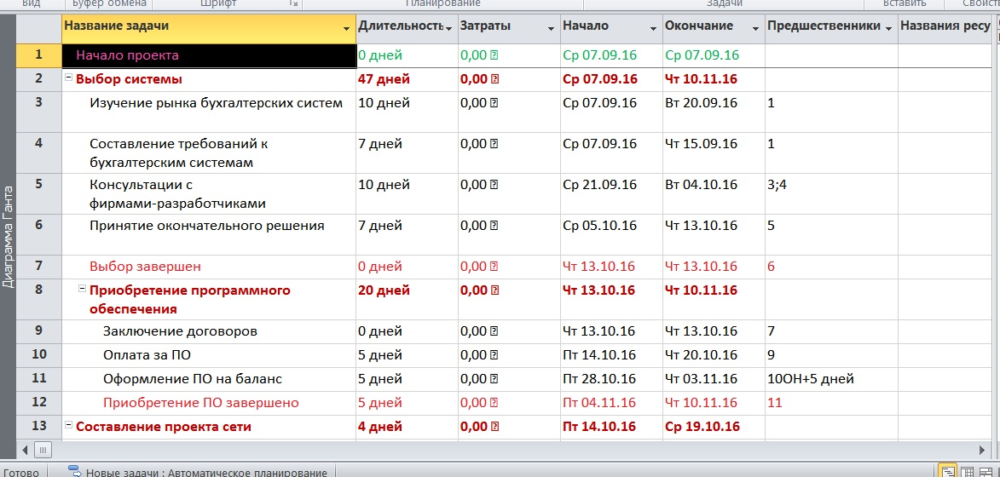 Вид Буфер обмена Шрифт Планирование Задачи Вставить Свойст
Название задачи Длительность Затраты Начало Окончание Предшественники Названия ресу
1 Начало проекта 0 дней 0,00 Ср 07.09.16 Ср 07.09.16
2 Выбор системы 47 дней 0,00 Ср 07.09.16 Чт 10.11.16
3 Изучение рынка бухгалтерских систем 10 дней 0,00 Ср 07.09.16 Вт 20.09.16 1
4 Составление требований к 7 дней 0,00 Ср 07.09.16 Чт 15.09.16 1
бухгалтерским системам
5 Консультации с 10 дней 0,00 Ср 21.09.16 Вт 04.10.16 3;4
фирмами-разработчиками
6 Принятие окончательного решения 7 дней 0,00 Ср 05.10.16 Чт 13.10.16 5
7 Выбор завершен 0 дней 0,00 Чт 13.10.16 Чт 13.10.16 6
8 Приобретение программного 20 дней 0,00 Чт 13.10.16 Чт 10.11.16
обеспечения
9 Заключение договоров 0 дней 0,00 Чт 13.10.16 Чт 13.10.16 7
10 Оплата за ПО 5 дней 0,00 Пт 14.10.16 Чт 20.10.16 9
11 Оформление ПО на баланс 5 дней 0,00 Пт 28.10.16 Чт 03.11.16 10ОН+5 дней
12 Приобретение ПО завершено 5 дней 0,00 Пт 04.11.16 Чт 10.11.16 11
13 Составление проекта сети 4 дней 0,00 Пт 14.10.16 Ср 19.10.16
Диаграмма Ганта
Готово Новые задачи : Автоматическое планирование